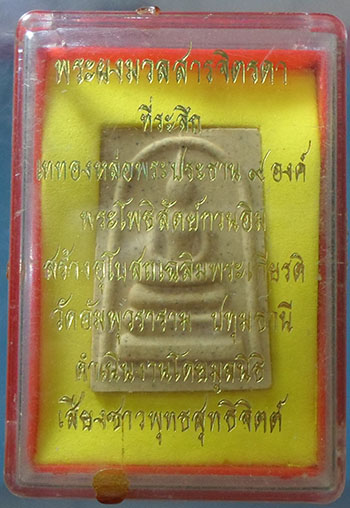 พระผงมวลสารจิตรดา
ที่ระลึก
เททองหล่อพระประธาน ๙ องค์
พระโพธิสัตย์กวนอิม
สร้างอุโบสถเฉลิมพระเกียรติ
วัดอัมพุวราราม ปทุมธานี
ดำเนินงานโดยมูลนิธิ
เสียงชาวพุทธสุทธิจิตต์